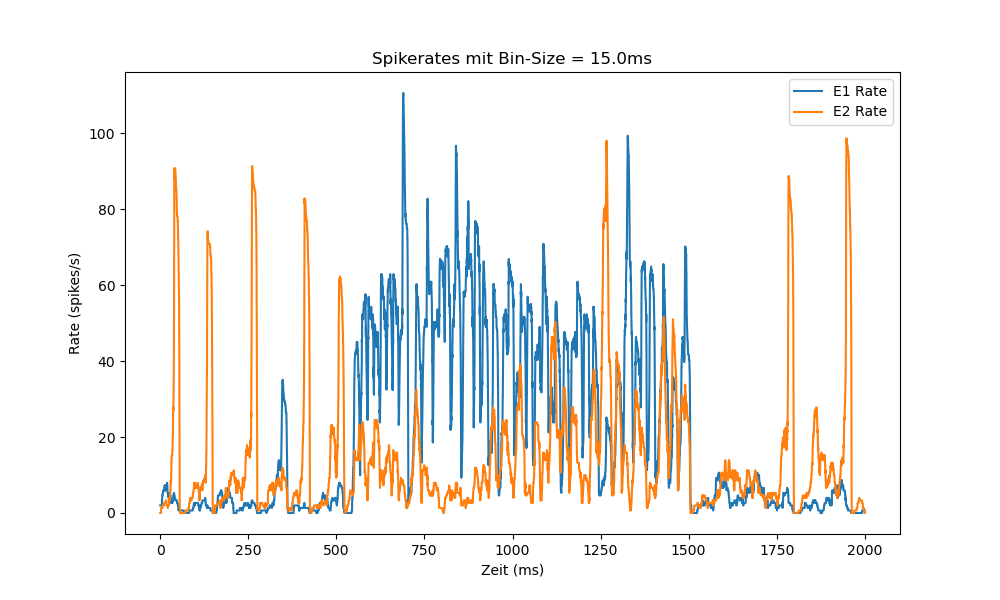 Spikerates mit Bin-Size = 15.0ms
E1 Rate
E2 Rate
Rate (spikes/s)
100
80
60
40
20
0
0 250 500 750 1000 1250 1500 1750 2000
Zeit (ms)